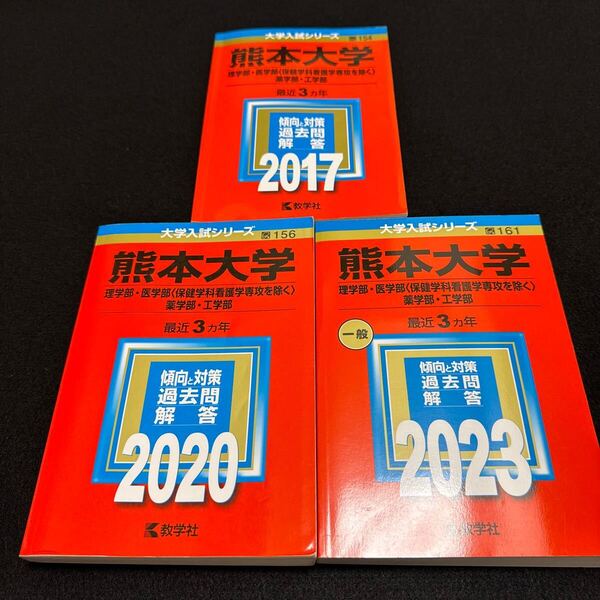 大学入試シリーズ 154
熊本大学
理学部・医学部〈保健学科看護学専攻を除く〉
薬学部・工学部
最近3ヵ年
傾向と対策
過去問
解答
2017
教学社
大学入試シリーズ 156
熊本大学
理学部・医学部〈保健学科看護学専攻を除く〉
薬学部・工学部
最近3ヵ年
傾向と対策
過去問
解答
2020
教学社
大学入試シリーズ 161
熊本大学
理学部・医学部〈保健学科看護学専攻を除く〉
薬学部・工学部
最近3ヵ年
一般
傾向と対策
過去問
解答
2023
教学社